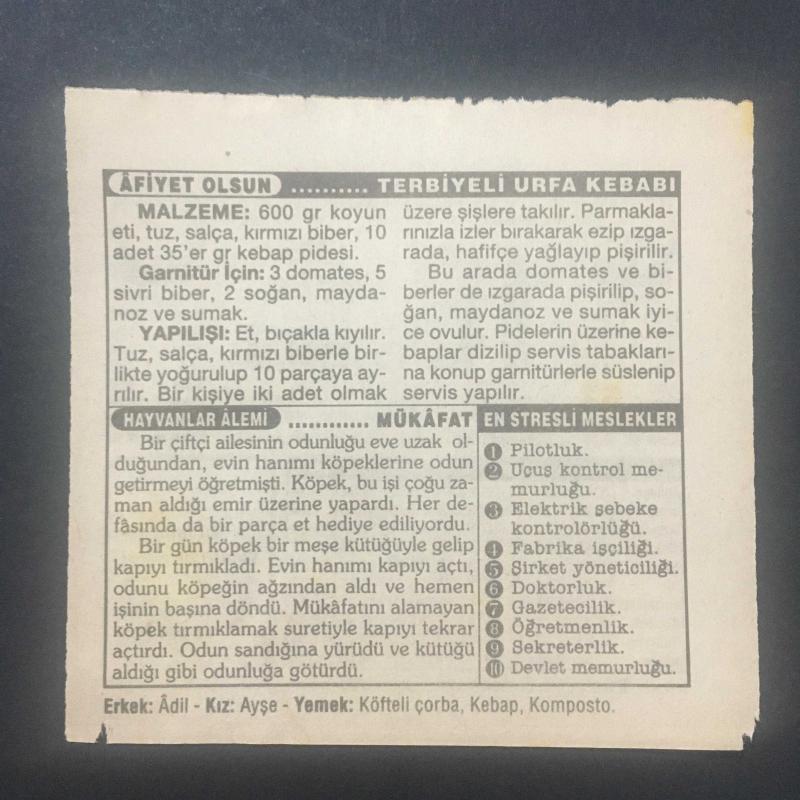 ÂFİYET OLSUN .......... TERBİYELİ URFA KEBABI
MALZEME: 600 gr koyun
eti, tuz, salça, kırmızı biber, 10
adet 35'er gr kebap pidesi.
Garnitür İçin: 3 domates, 5
sivri biber, 2 soğan, mayda-
noz ve sumak.
YAPILIŞI: Et, bıçakla kıyılır.
Tuz, salça, kırmızı biberle bir-
likte yoğurulup 10 parçaya ay-
rılır. Bir kişiye iki adet olmak
üzere şişlere takılır. Parmakla-
rınızla izler bırakarak ezip ızga-
rada, hafifçe yağlayıp pişirilir.
Bu arada domates ve bi-
berler de ızgarada pişirilip, so-
ğan, maydanoz ve sumak iyi-
ce ovulur. Pidelerin üzerine ke-
baplar dizilip servis tabakları-
na konup garnitürlerle süslenip
servis yapılır.
HAYVANLAR ÂLEMİ ............ MÜKÂFAT
Bir çiftçi ailesinin odunluğu eve uzak ol-
duğundan, evin hanımı köpeklerine odun
getirmeyi öğretmişti. Köpek, bu işi çoğu za-
man aldığı emir üzerine yapardı. Her de-
fâsında da bir parça et hediye ediliyordu.
Bir gün köpek bir meşe kütüğüyle gelip
kapıyı tırmıkladı. Evin hanımı kapıyı açtı,
odunu köpeğin ağzından aldı ve hemen
işinin başına döndü. Mükâfatını alamayan
köpek tırmıklamak suretiyle kapıyı tekrar
açtırdı. Odun sandığına yürüdü ve kütüğü
aldığı gibi odunluğa götürdü.
EN STRESLİ MESLEKLER
1 Pilotluk.
2 Uçuş kontrol me-
murluğu.
3 Elektrik şebeke
kontrolörlüğü.
4 Fabrika işçiliği.
5 Şirket yöneticiliği.
6 Doktorluk.
7 Gazetecilik.
8 Öğretmenlik.
9 Sekreterlik.
10 Devlet memurluğu.
Erkek: Âdil - Kız: Ayşe - Yemek: Köfteli çorba, Kebap, Komposto.